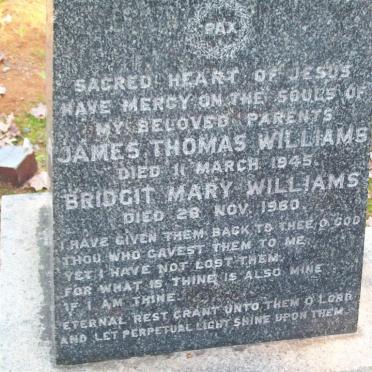 PAX
SACRED HEART OF JESUS
HAVE MERCY ON THE SOULS OF
MY BELOVED PARENTS
JAMES THOMAS WILLIAMS
DIED 11 MARCH 1945.
BRIDGIT MARY WILLIAMS
DIED 28 NOV. 1960.
I HAVE GIVEN THEM BACK TO THEE, O GOD
THOU WHO GAVEST THEM TO ME,
YET I HAVE NOT LOST THEM,
FOR WHAT IS THINE IS ALSO MINE
IF I AM THINE.
ETERNAL REST GRANT UNTO THEM O LORD
AND LET PERPETUAL LIGHT SHINE UPON THEM.